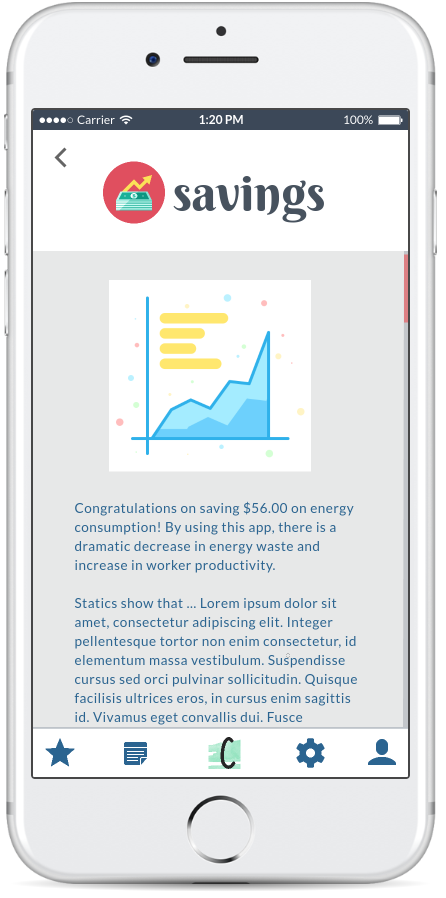 Carrier 1:20 PM 100%
savings
Congratulations on saving $56.00 on energy
consumption! By using this app, there is a
dramatic decrease in energy waste and
increase in worker productivity.
Statics show that ... Lorem ipsum dolor sit
amet, consectetur adipiscing elit. Integer
pellentesque tortor non enim consectetur, id
elementum massa vestibulum. Suspendisse
cursus sed orci pulvinar sollicitudin. Quisque
facilisis ultrices eros, in cursus enim sagittis
id. Vivamus eget convallis dui. Fusce
C